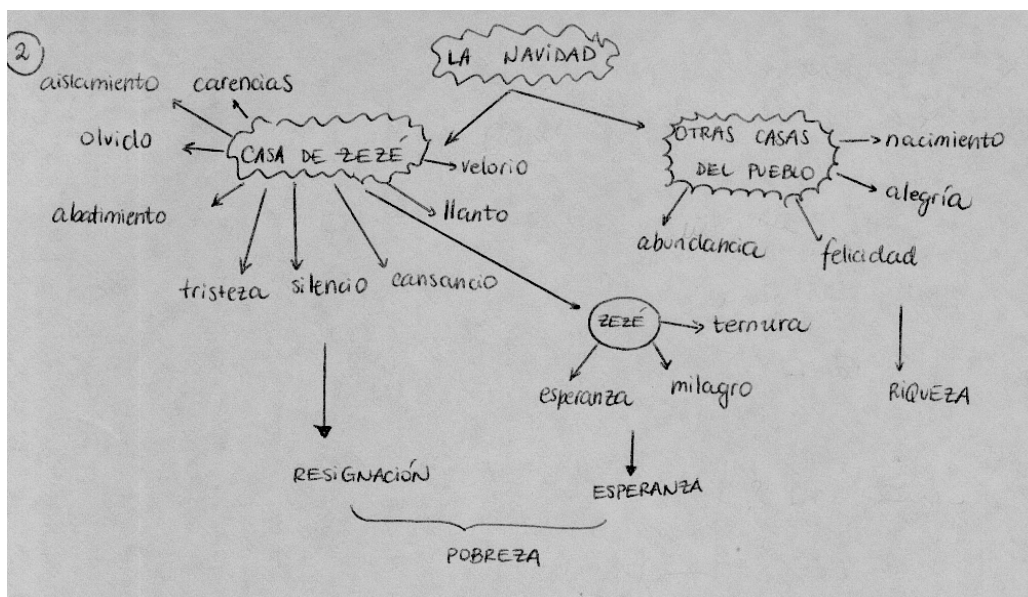 2
LA NAVIDAD
aislamiento
carencias
olvido
CASA DE ZEZÉ
velorio
abatimiento
llanto
tristeza
silencio
cansancio
OTRAS CASAS
DEL PUEBLO
nacimiento
alegría
abundancia
felicidad
ZEZÉ
ternura
esperanza
milagro
RIQUEZA
RESIGNACIÓN
ESPERANZA
POBREZA